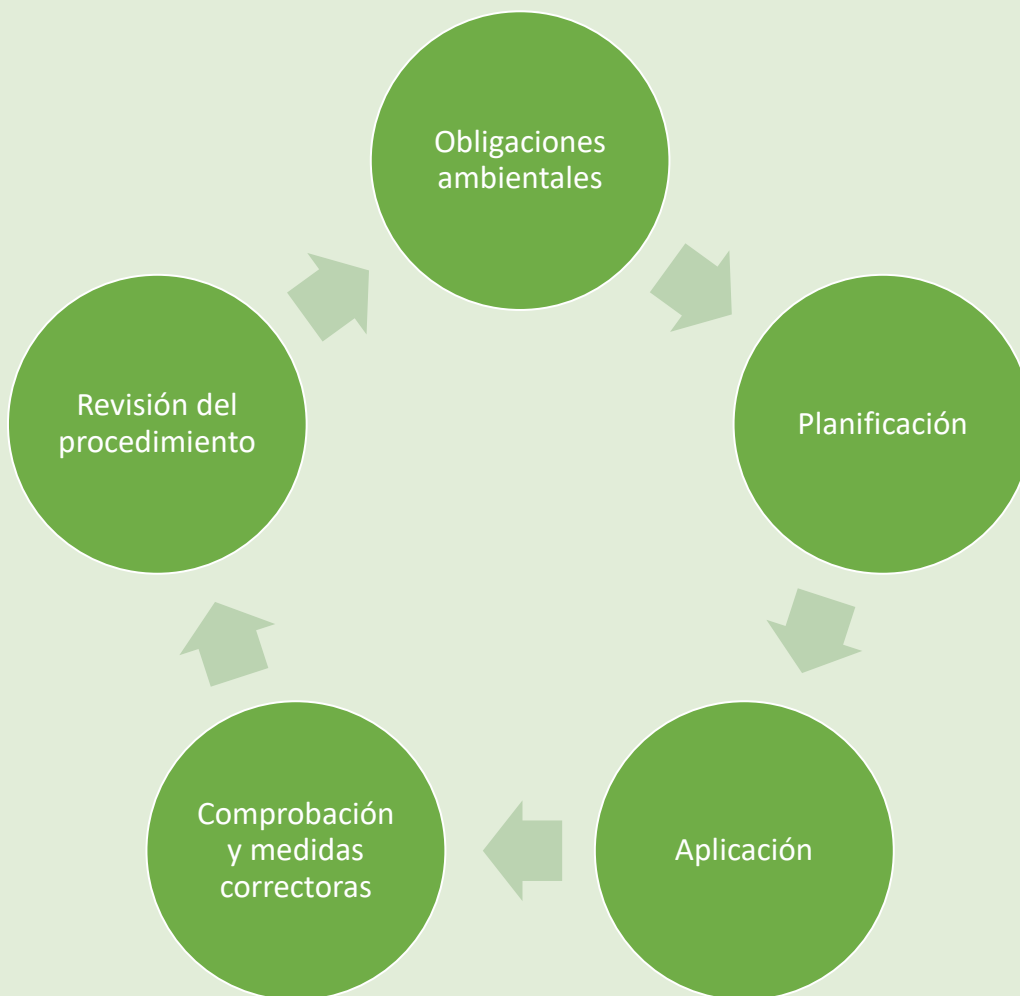 Obligaciones
ambientales
Planificación
Aplicación
Comprobación
y medidas
correctoras
Revisión del
procedimiento